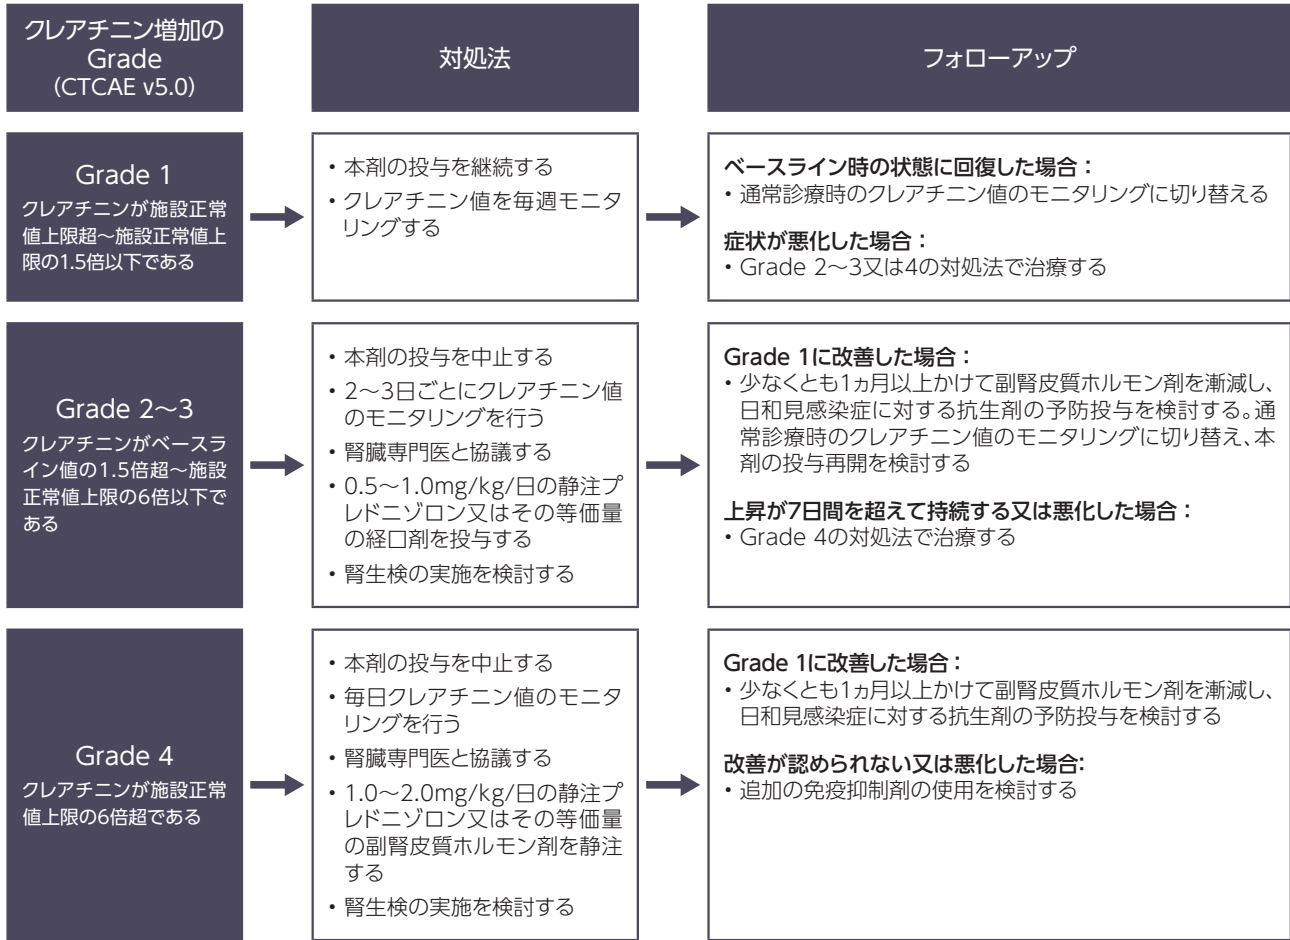 クレアチニン増加の
Grade
(CTCAE v5.0)
対処法
フォローアップ
Grade 1
クレアチニンが施設正常
値上限超～施設正常値上
限の1.5倍以下である
・本剤の投与を継続する
・クレアチニン値を毎週モニタ
リングする
ベースライン時の状態に回復した場合：
・通常診療時のクレアチニン値のモニタリングに切り替える
症状が悪化した場合：
・Grade 2～3又は4の対処法で治療する
Grade 2～3
クレアチニンがベースラ
イン値の1.5倍超～施設
正常値上限の6倍以下で
ある
・本剤の投与を中止する
・2～3日ごとにクレアチニン値
のモニタリングを行う
・腎臓専門医と協議する
・0.5～1.0mg/kg/日の静注プ
レドニゾロン又はその等価量
の経口剤を投与する
・腎生検の実施を検討する
Grade 1に改善した場合：
・少なくとも1ヵ月以上かけて副腎皮質ホルモン剤を漸減し、
日和見感染症に対する抗生剤の予防投与を検討する。通
常診療時のクレアチニン値のモニタリングに切り替え、本
剤の投与再開を検討する
上昇が7日間を超えて持続する又は悪化した場合：
・Grade 4の対処法で治療する
Grade 4
クレアチニンが施設正常
値上限の6倍超である
・本剤の投与を中止する
・毎日クレアチニン値のモニタ
リングを行う
・腎臓専門医と協議する
・1.0～2.0mg/kg/日の静注プ
レドニゾロン又はその等価量
の副腎皮質ホルモン剤を静注
する
・腎生検の実施を検討する
Grade 1に改善した場合：
・少なくとも1ヵ月以上かけて副腎皮質ホルモン剤を漸減し、
日和見感染症に対する抗生剤の予防投与を検討する
改善が認められない又は悪化した場合:
・追加の免疫抑制剤の使用を検討する